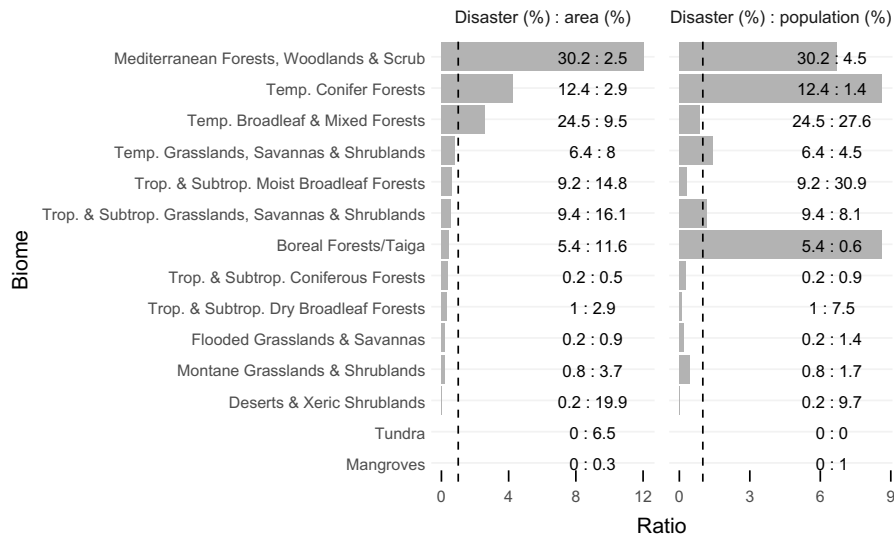 Disaster (%) : area (%) Disaster (%) : population (%)
Mediterranean Forests, Woodlands & Scrub 30.2 : 2.5 30.2 : 4.5
Temp. Conifer Forests 12.4 : 2.9 12.4 : 1.4
Temp. Broadleaf & Mixed Forests 24.5 : 9.5 24.5 : 27.6
Temp. Grasslands, Savannas & Shrublands 6.4 : 8 6.4 : 4.5
Trop. & Subtrop. Moist Broadleaf Forests 9.2 : 14.8 9.2 : 30.9
Trop. & Subtrop. Grasslands, Savannas & Shrublands 9.4 : 16.1 9.4 : 8.1
Boreal Forests/Taiga 5.4 : 11.6 5.4 : 0.6
Trop. & Subtrop. Coniferous Forests 0.2 : 0.5 0.2 : 0.9
Trop. & Subtrop. Dry Broadleaf Forests 1 : 2.9 1 : 7.5
Flooded Grasslands & Savannas 0.2 : 0.9 0.2 : 1.4
Montane Grasslands & Shrublands 0.8 : 3.7 0.8 : 1.7
Deserts & Xeric Shrublands 0.2 : 19.9 0.2 : 9.7
Tundra 0 : 6.5 0 : 0
Mangroves 0 : 0.3 0 : 1
0 4 8 12 0 3 6 9
Ratio
Biome